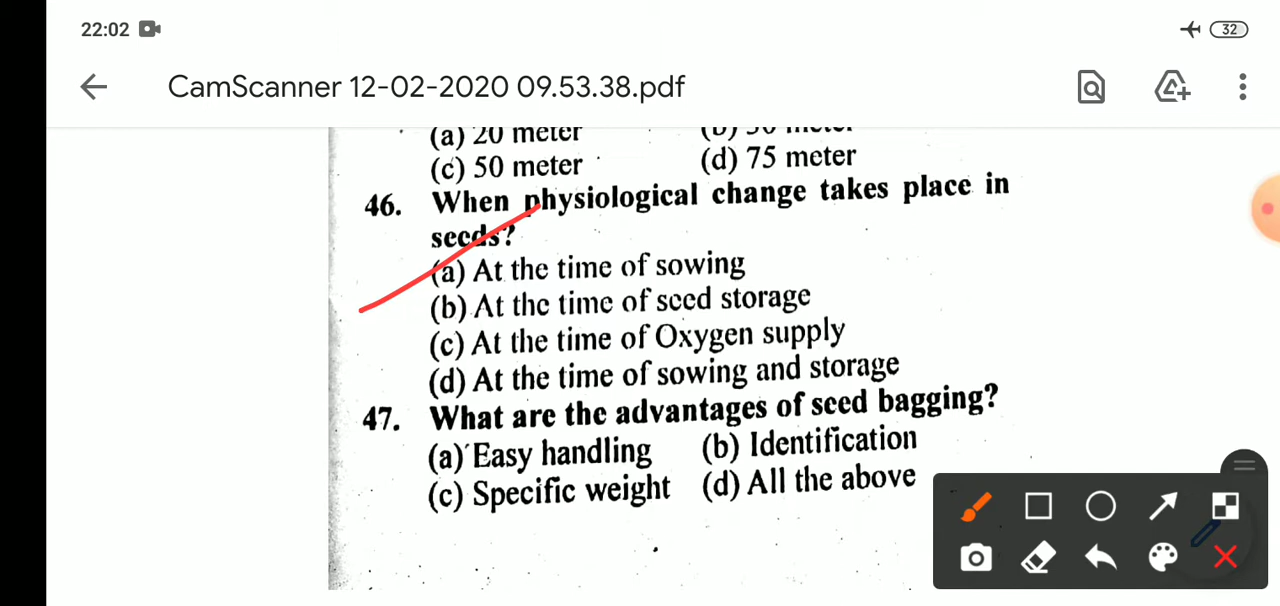 22:02
32
CamScanner 12-02-2020 09.53.38.pdf
(a) 20 meter
(c) 50 meter (d) 75 meter
46. When physiological change takes place in
seeds?
(a) At the time of sowing
(b) At the time of seed storage
(c) At the time of Oxygen supply
(d) At the time of sowing and storage
47. What are the advantages of seed bagging?
(a) Easy handling (b) Identification
(c) Specific weight (d) All the above